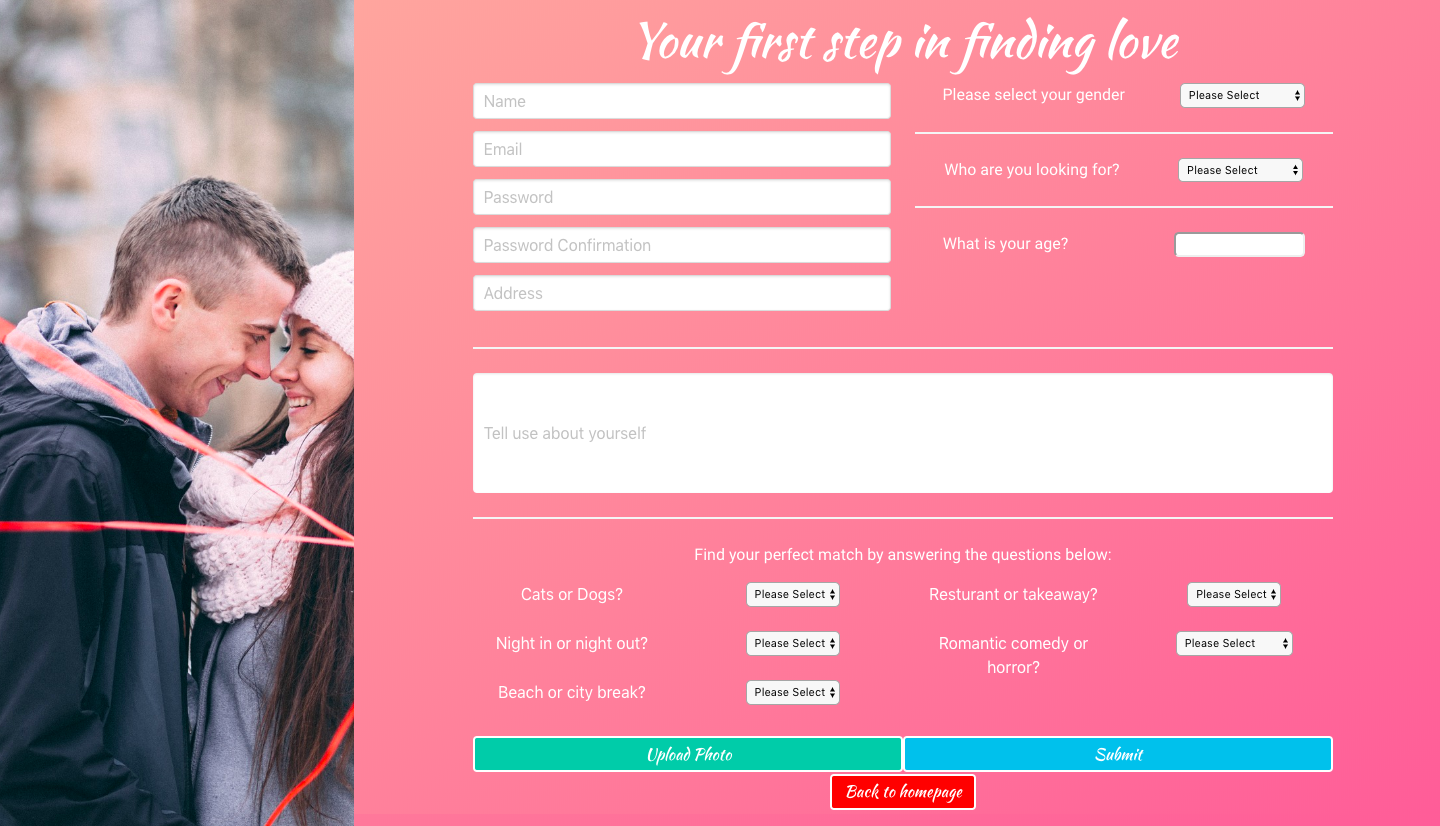 Your first step in finding love
Name
Email
Password
Password Confirmation
Address
Please select your gender
Please Select
Who are you looking for?
Please Select
What is your age?
Tell use about yourself
Find your perfect match by answering the questions below:
Cats or Dogs?
Please Select
Resturant or takeaway?
Please Select
Night in or night out?
Please Select
Romantic comedy or
horror?
Please Select
Beach or city break?
Please Select
Upload Photo
Submit
Back to homepage